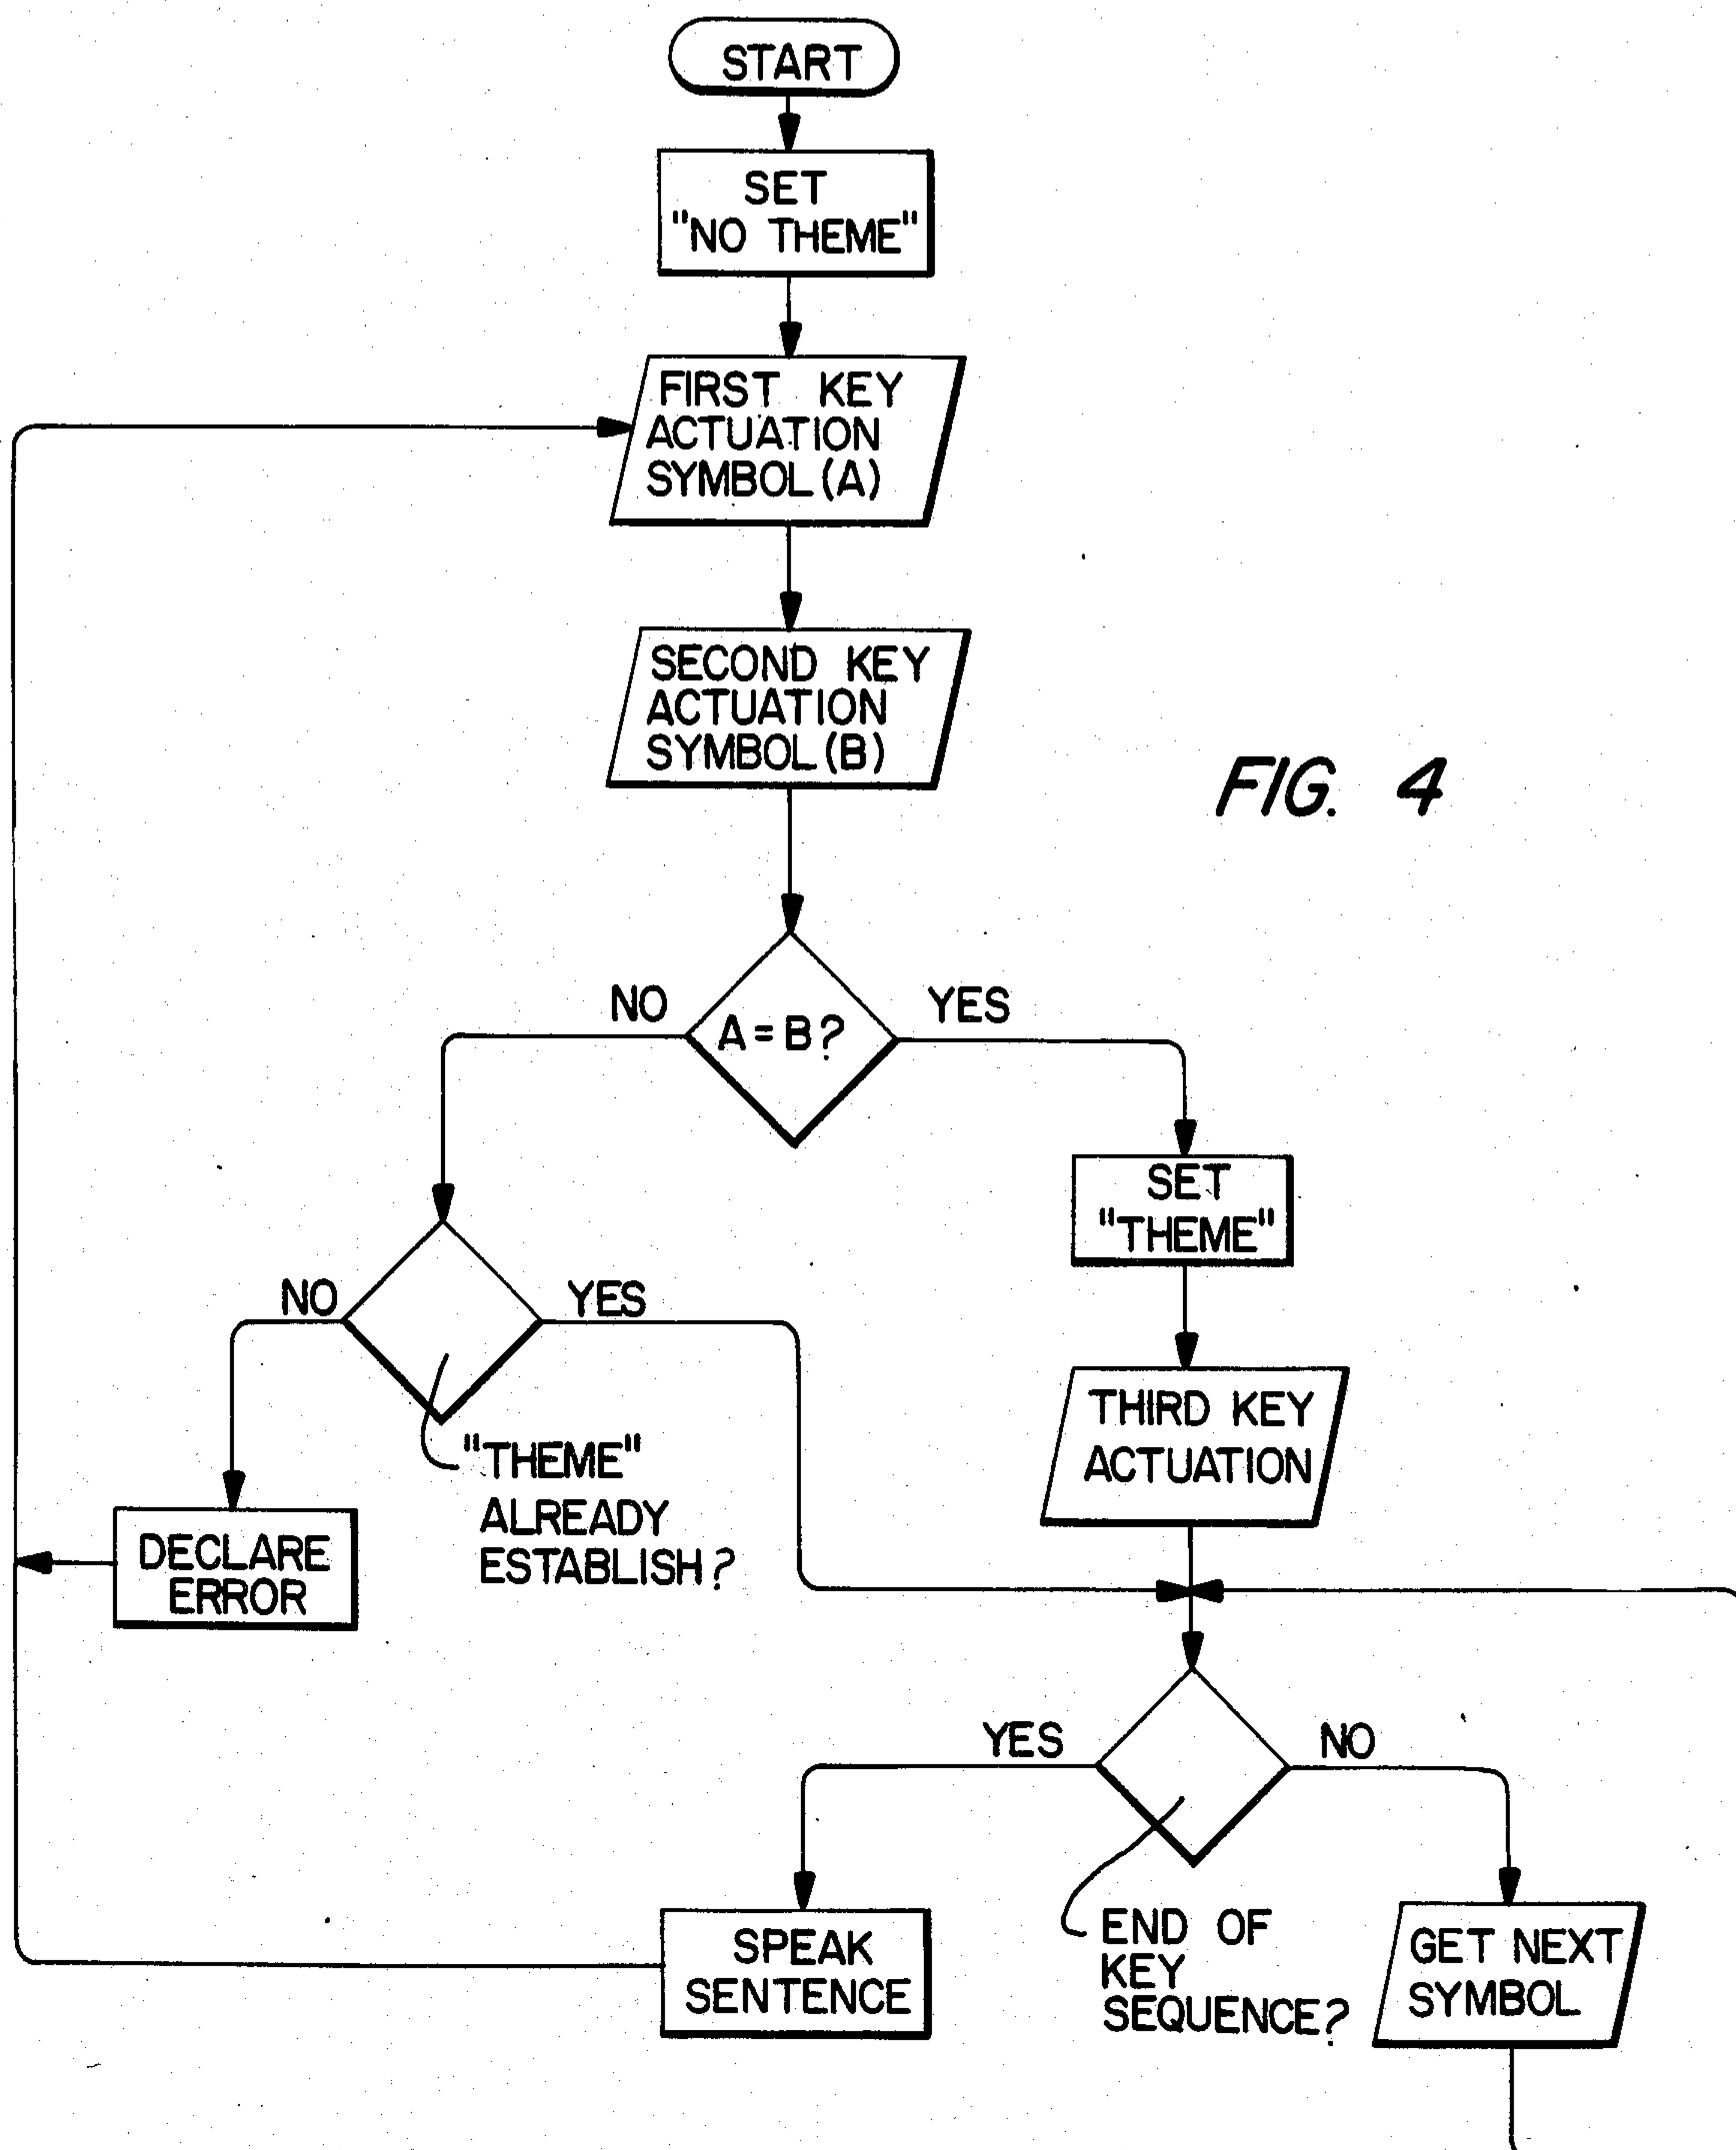 START
SET
"NO THEME"
FIRST KEY
ACTUATION
SYMBOL (A)
SECOND KEY
ACTUATION
SYMBOL (B)
FIG. 4
NO
A = B?
YES
SET
"THEME"
NO
YES
"THEME"
ALREADY
ESTABLISH?
THIRD KEY
ACTUATION
DECLARE
ERROR
YES
NO
END OF
KEY
SEQUENCE?
SPEAK
SENTENCE
GET NEXT
SYMBOL